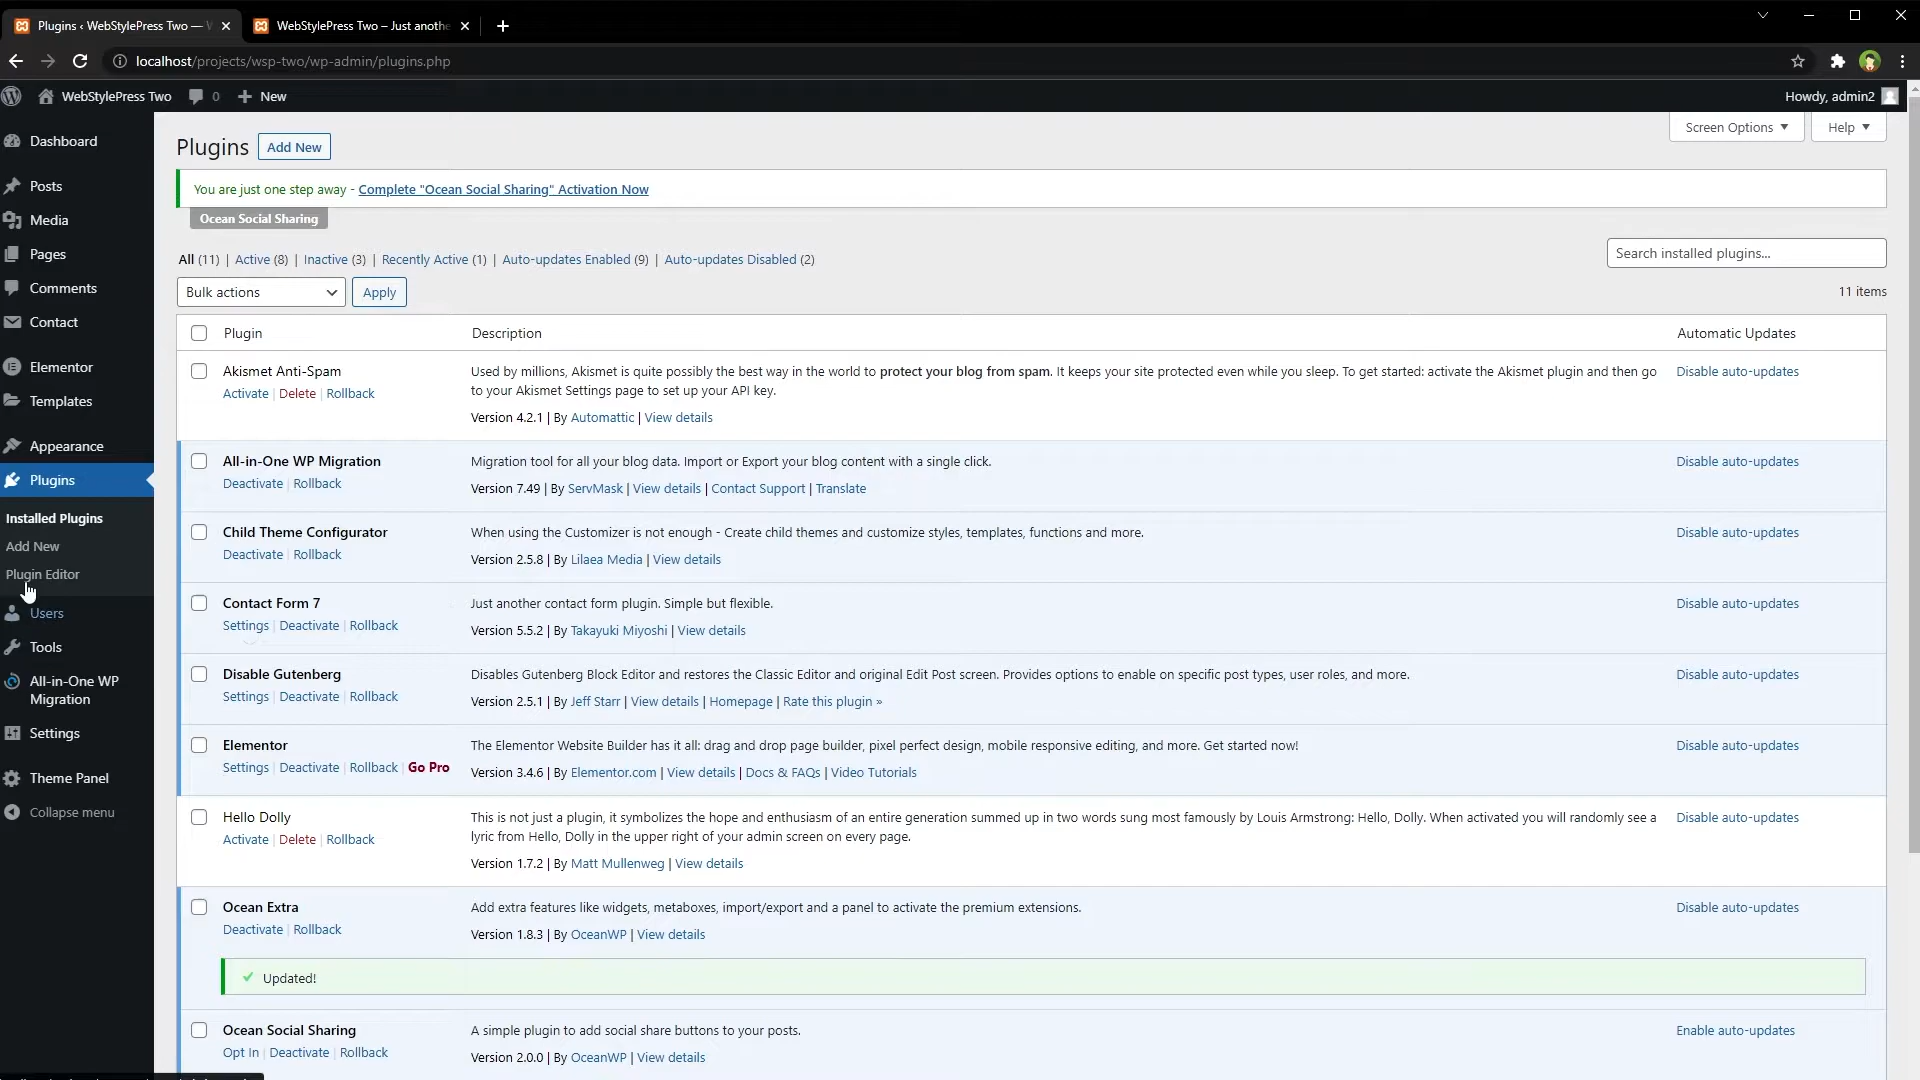 Plugins ‹ WebStylePress Two —
WebStylePress Two – Just anothe
localhost/projects/wsp-two/wp-admin/plugins.php
WebStylePress Two
0
New
Howdy, admin2
Dashboard
Posts
Media
Pages
Comments
Contact
Elementor
Templates
Appearance
Plugins
Installed Plugins
Add New
Plugin Editor
Users
Tools
All-in-One WP
Migration
Settings
Theme Panel
Collapse menu
Screen Options
Help
Plugins
Add New
You are just one step away - Complete "Ocean Social Sharing" Activation Now
Ocean Social Sharing
All (11) | Active (8) | Inactive (3) | Recently Active (1) | Auto-updates Enabled (9) | Auto-updates Disabled (2)
Search installed plugins...
Bulk actions
Apply
11 items
Plugin
Description
Automatic Updates
Akismet Anti-Spam
Activate | Delete | Rollback
Used by millions, Akismet is quite possibly the best way in the world to protect your blog from spam. It keeps your site protected even while you sleep. To get started: activate the Akismet plugin and then go
to your Akismet Settings page to set up your API key.
Version 4.2.1 | By Automattic | View details
Disable auto-updates
All-in-One WP Migration
Deactivate | Rollback
Migration tool for all your blog data. Import or Export your blog content with a single click.
Version 7.49 | By ServMask | View details | Contact Support | Translate
Disable auto-updates
Child Theme Configurator
Deactivate | Rollback
When using the Customizer is not enough - Create child themes and customize styles, templates, functions and more.
Version 2.5.8 | By Lilaea Media | View details
Disable auto-updates
Contact Form 7
Settings | Deactivate | Rollback
Just another contact form plugin. Simple but flexible.
Version 5.5.2 | By Takayuki Miyoshi | View details
Disable auto-updates
Disable Gutenberg
Settings | Deactivate | Rollback
Disables Gutenberg Block Editor and restores the Classic Editor and original Edit Post screen. Provides options to enable on specific post types, user roles, and more.
Version 2.5.1 | By Jeff Starr | View details | Homepage | Rate this plugin »
Disable auto-updates
Elementor
Settings | Deactivate | Rollback | Go Pro
The Elementor Website Builder has it all: drag and drop page builder, pixel perfect design, mobile responsive editing, and more. Get started now!
Version 3.4.6 | By Elementor.com | View details | Docs & FAQs | Video Tutorials
Disable auto-updates
Hello Dolly
Activate | Delete | Rollback
This is not just a plugin, it symbolizes the hope and enthusiasm of an entire generation summed up in two words sung most famously by Louis Armstrong: Hello, Dolly. When activated you will randomly see a
lyric from Hello, Dolly in the upper right of your admin screen on every page.
Version 1.7.2 | By Matt Mullenweg | View details
Disable auto-updates
Ocean Extra
Deactivate | Rollback
Add extra features like widgets, metaboxes, import/export and a panel to activate the premium extensions.
Version 1.8.3 | By OceanWP | View details
Disable auto-updates
Updated!
Ocean Social Sharing
Opt In | Deactivate | Rollback
A simple plugin to add social share buttons to your posts.
Version 2.0.0 | By OceanWP | View details
Enable auto-updates